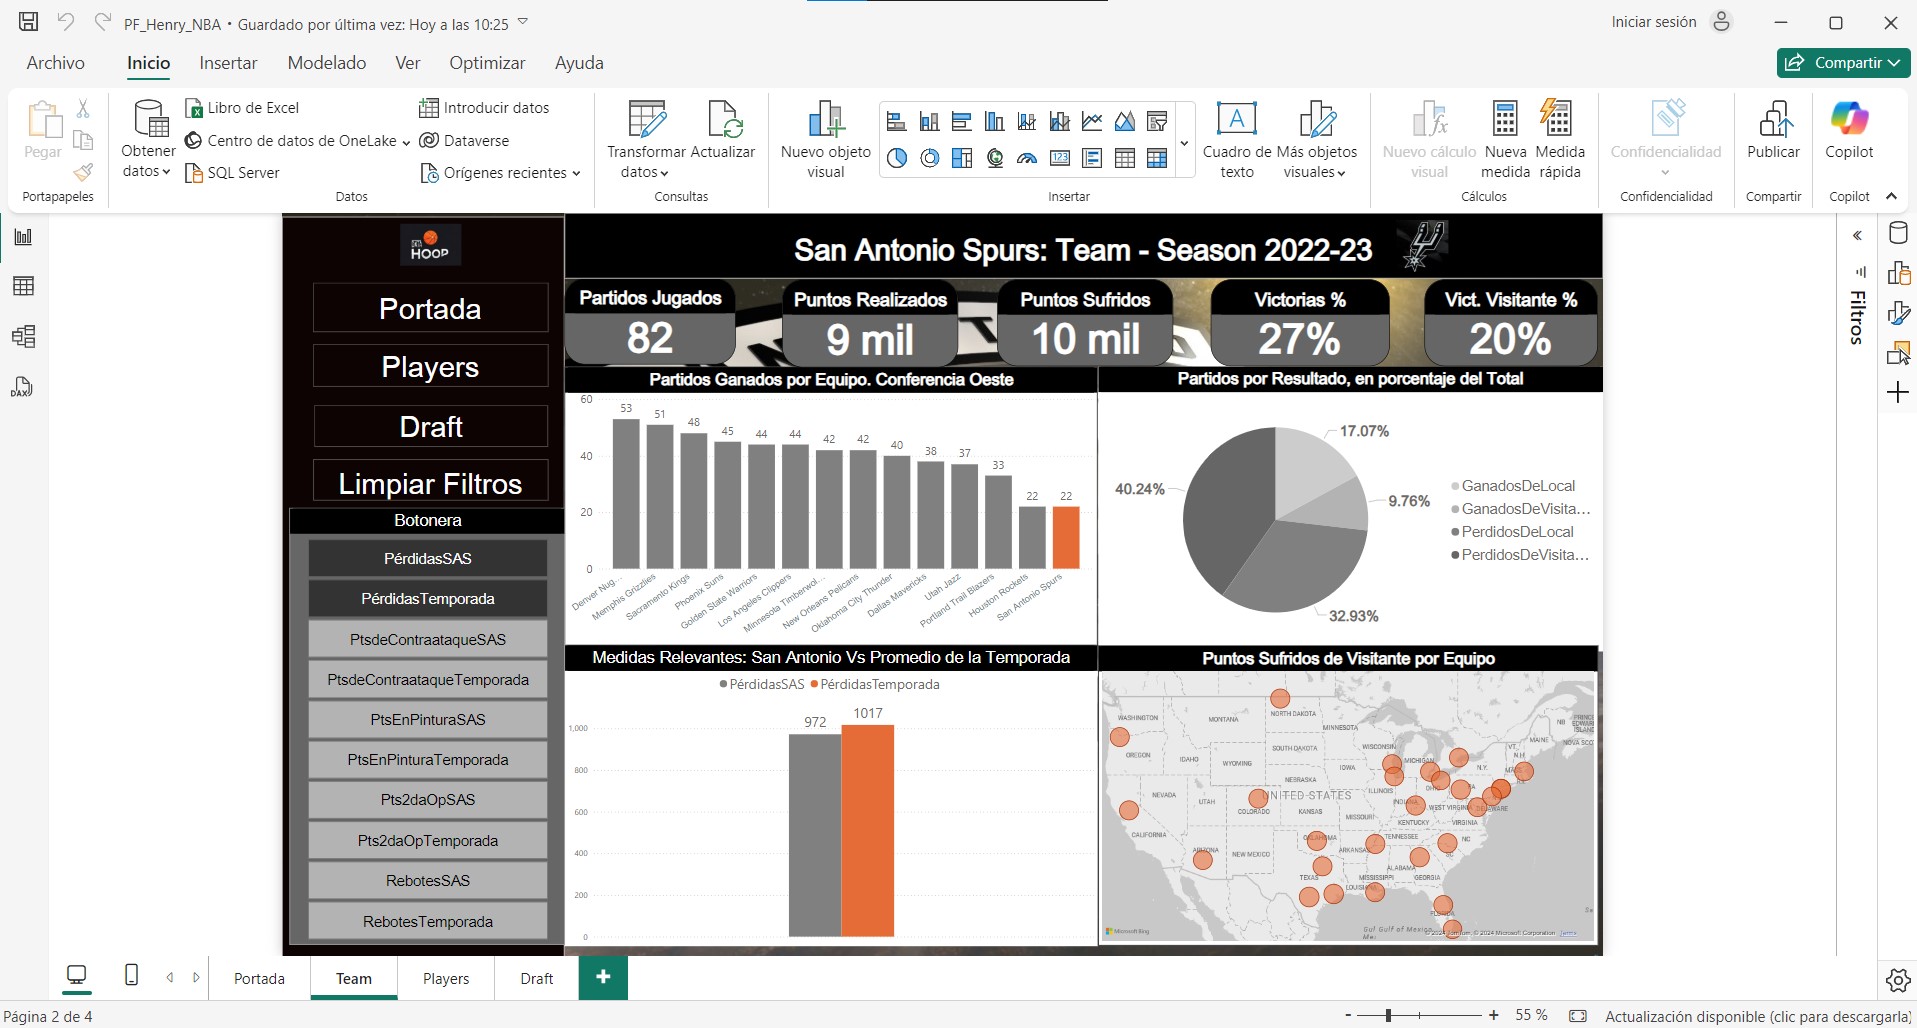 PF_Henry_NBA • Guardado por última vez: Hoy a las 10:25
Iniciar sesión
Archivo
Inicio
Insertar
Modelado
Ver
Optimizar
Ayuda
Compartir
Pegar
Portapapeles
Obtener
datos
Libro de Excel
Centro de datos de OneLake
SQL Server
Introducir datos
Dataverse
Orígenes recientes
Datos
Transformar
datos
Actualizar
Consultas
Nuevo objeto
visual
Cuadro de
texto
Más objetos
visuales
Insertar
Nuevo cálculo
visual
Nueva
medida
Medida
rápida
Cálculos
Confidencialidad
Confidencialidad
Publicar
Compartir
Copilot
Copilot
Filtros
HOOP
Portada
Players
Draft
Limpiar Filtros
Botonera
PérdidasSAS
PérdidasTemporada
PtsdeContraataqueSAS
PtsdeContraataqueTemporada
PtsEnPinturaSAS
PtsEnPinturaTemporada
Pts2daOpSAS
Pts2daOpTemporada
RebotesSAS
RebotesTemporada
San Antonio Spurs: Team - Season 2022-23
Partidos Jugados
82
Puntos Realizados
9 mil
Puntos Sufridos
10 mil
Victorias %
27%
Vict. Visitante %
20%
Partidos Ganados por Equipo. Conferencia Oeste
60
40
20
0
53
51
48
45
44
44
42
42
40
38
37
33
22
22
Denver Nug...
Memphis Grizzlies
Sacramento Kings
Phoenix Suns
Golden State Warriors
Los Angeles Clippers
Minnesota Timberwol...
New Orleans Pelicans
Oklahoma City Thunder
Dallas Mavericks
Utah Jazz
Portland Trail Blazers
Houston Rockets
San Antonio Spurs
Partidos por Resultado, en porcentaje del Total
17.07%
9.76%
32.93%
40.24%
GanadosDeLocal
GanadosDeVisita...
PerdidosDeLocal
PerdidosDeVisita...
Medidas Relevantes: San Antonio Vs Promedio de la Temporada
PérdidasSAS
PérdidasTemporada
1,000
800
600
400
200
0
972
1017
Puntos Sufridos de Visitante por Equipo
WASHINGTON
MONTANA
NORTH DAKOTA
MINNESOTA
OREGON
IDAHO
WYOMING
SOUTH DAKOTA
WISCONSIN
MICHIGAN
N.Y.
VT.
N.H.
MAINE
NB
NOVA SCO
NEVADA
UTAH
COLORADO
NEBRASKA
IOWA
ILLINOIS
UNITED STATES
KANSAS
MISSOURI
KENTUCKY
WEST VIRGINIA
VIRGINIA
CALIFORNIA
NEW MEXICO
ARKANSAS
TENNESSEE
NC
TEXAS
MISSISSIPPI
ALABAMA
GEORGIA
Gulf of Mexico
Microsoft Bing
© 2024 Microsoft Corporation
Terms
Portada
Team
Players
Draft
Página 2 de 4
55 %
Actualización disponible (clic para descargarla)